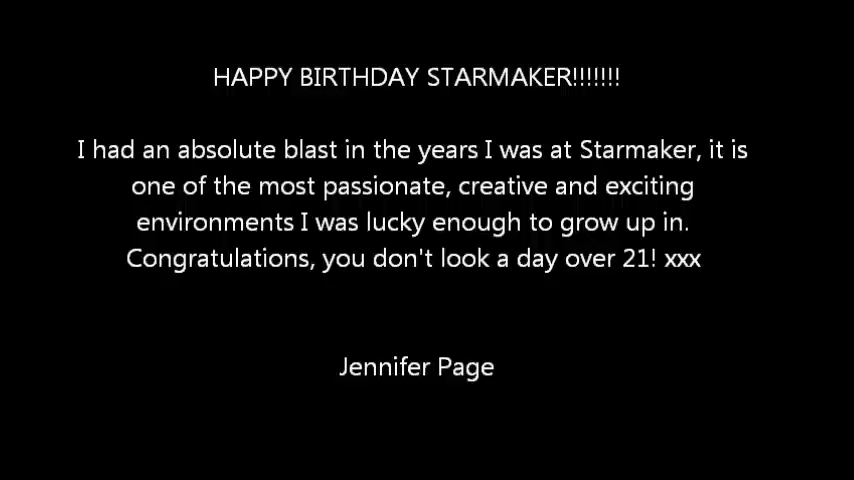 HAPPY BIRTHDAY STARMAKER!!!!!!!
I had an absolute blast in the years I was at Starmaker, it is
one of the most passionate, creative and exciting
environments I was lucky enough to grow up in.
Congratulations, you don't look a day over 21! xxx
Jennifer Page